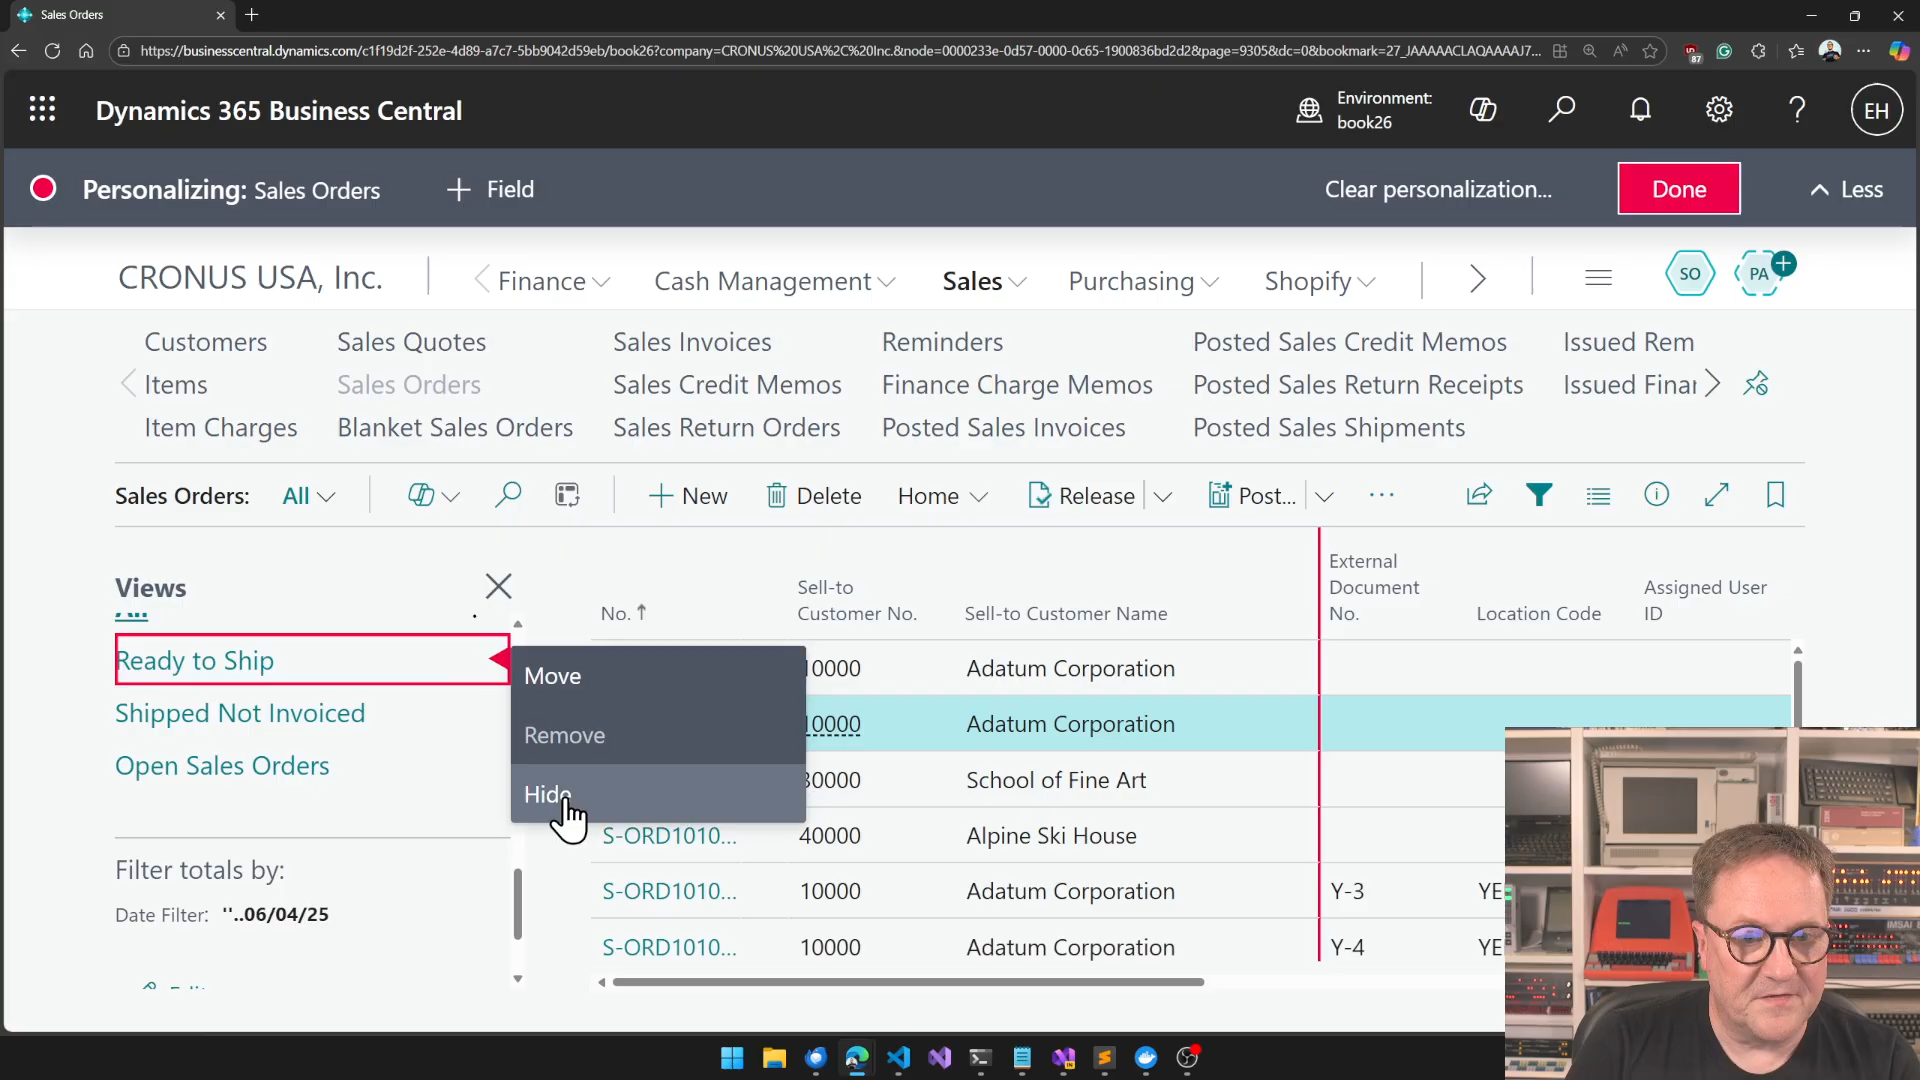 Sales Orders
https://businesscentral.dynamics.com/c1f19d2f-252e-4d89-a7c7-5bb9042d59eb/book26?company=CRONUS%20USA%2C%20Inc.&node=0000233e-0d57-0000-0c65-1900836bd2d2&page=9305&dc=0&bookmark=27_JAAAAACLAQAAAAJ7...
87
Dynamics 365 Business Central
Environment:
book26
EH
Personalizing: Sales Orders
Field
Clear personalization...
Done
Less
CRONUS USA, Inc.
Finance
Cash Management
Sales
Purchasing
Shopify
SO
PA
Customers
Sales Quotes
Sales Invoices
Reminders
Posted Sales Credit Memos
Issued Rem
Items
Sales Orders
Sales Credit Memos
Finance Charge Memos
Posted Sales Return Receipts
Issued Finan
Item Charges
Blanket Sales Orders
Sales Return Orders
Posted Sales Invoices
Posted Sales Shipments
Sales Orders:
All
New
Delete
Home
Release
Post...
Views
All
Ready to Ship
Shipped Not Invoiced
Open Sales Orders
Filter totals by:
Date Filter: ''..06/04/25
Move
Remove
Hide
No. ↑
Sell-to
Customer No.
Sell-to Customer Name
External
Document
No.
Location Code
Assigned User
ID
10000 Adatum Corporation
10000 Adatum Corporation
30000 School of Fine Art
S-ORD1010... 40000 Alpine Ski House
S-ORD1010... 10000 Adatum Corporation Y-3 YE
S-ORD1010... 10000 Adatum Corporation Y-4 YE
IMSAI